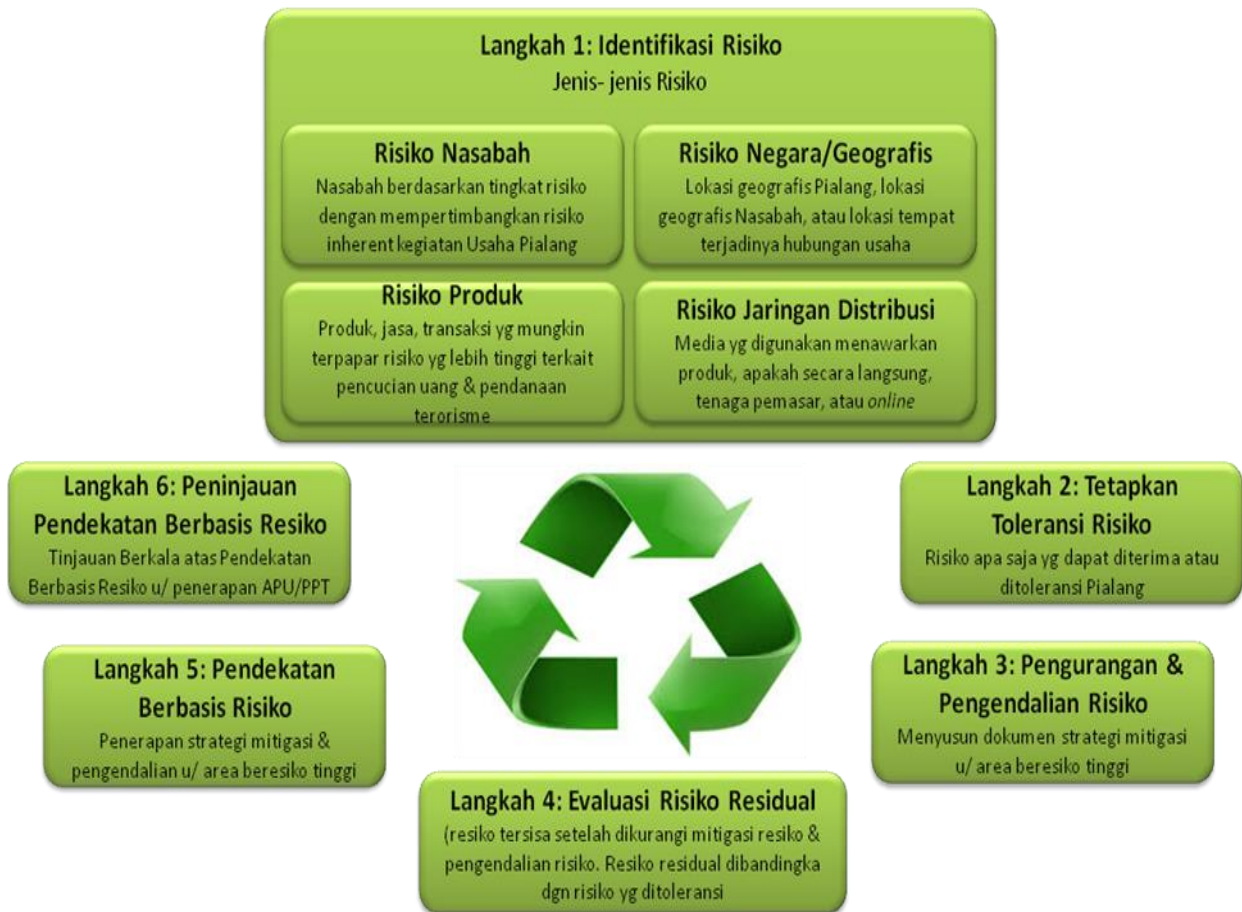 Langkah 1: Identifikasi Risiko
Jenis- jenis Risiko
Risiko Nasabah
Nasabah berdasarkan tingkat risiko
dengan mempertimbangkan risiko
inherent kegiatan Usaha Pialang
Risiko Negara/Geografis
Lokasi geografis Pialang, lokasi
geografis Nasabah, atau lokasi tempat
terjadinya hubungan usaha
Risiko Produk
Produk, jasa, transaksi yg mungkin
terpapar risiko yg lebih tinggi terkait
pencucian uang & pendanaan
terorisme
Risiko Jaringan Distribusi
Media yg digunakan menawarkan
produk, apakah secara langsung,
tenaga pemasar, atau online
Langkah 2: Tetapkan
Toleransi Risiko
Risiko apa saja yg dapat diterima atau
ditoleransi Pialang
Langkah 3: Pengurangan &
Pengendalian Risiko
Menyusun dokumen strategi mitigasi
u/ area beresiko tinggi
Langkah 4: Evaluasi Risiko Residual
(resiko tersisa setelah dikurangi mitigasi resiko &
pengendalian risiko. Resiko residual dibandingka
dgn risiko yg ditoleransi
Langkah 5: Pendekatan
Berbasis Risiko
Penerapan strategi mitigasi &
pengendalian u/ area beresiko tinggi
Langkah 6: Peninjauan
Pendekatan Berbasis Resiko
Tinjauan Berkala atas Pendekatan
Berbasis Resiko u/ penerapan APU/PPT